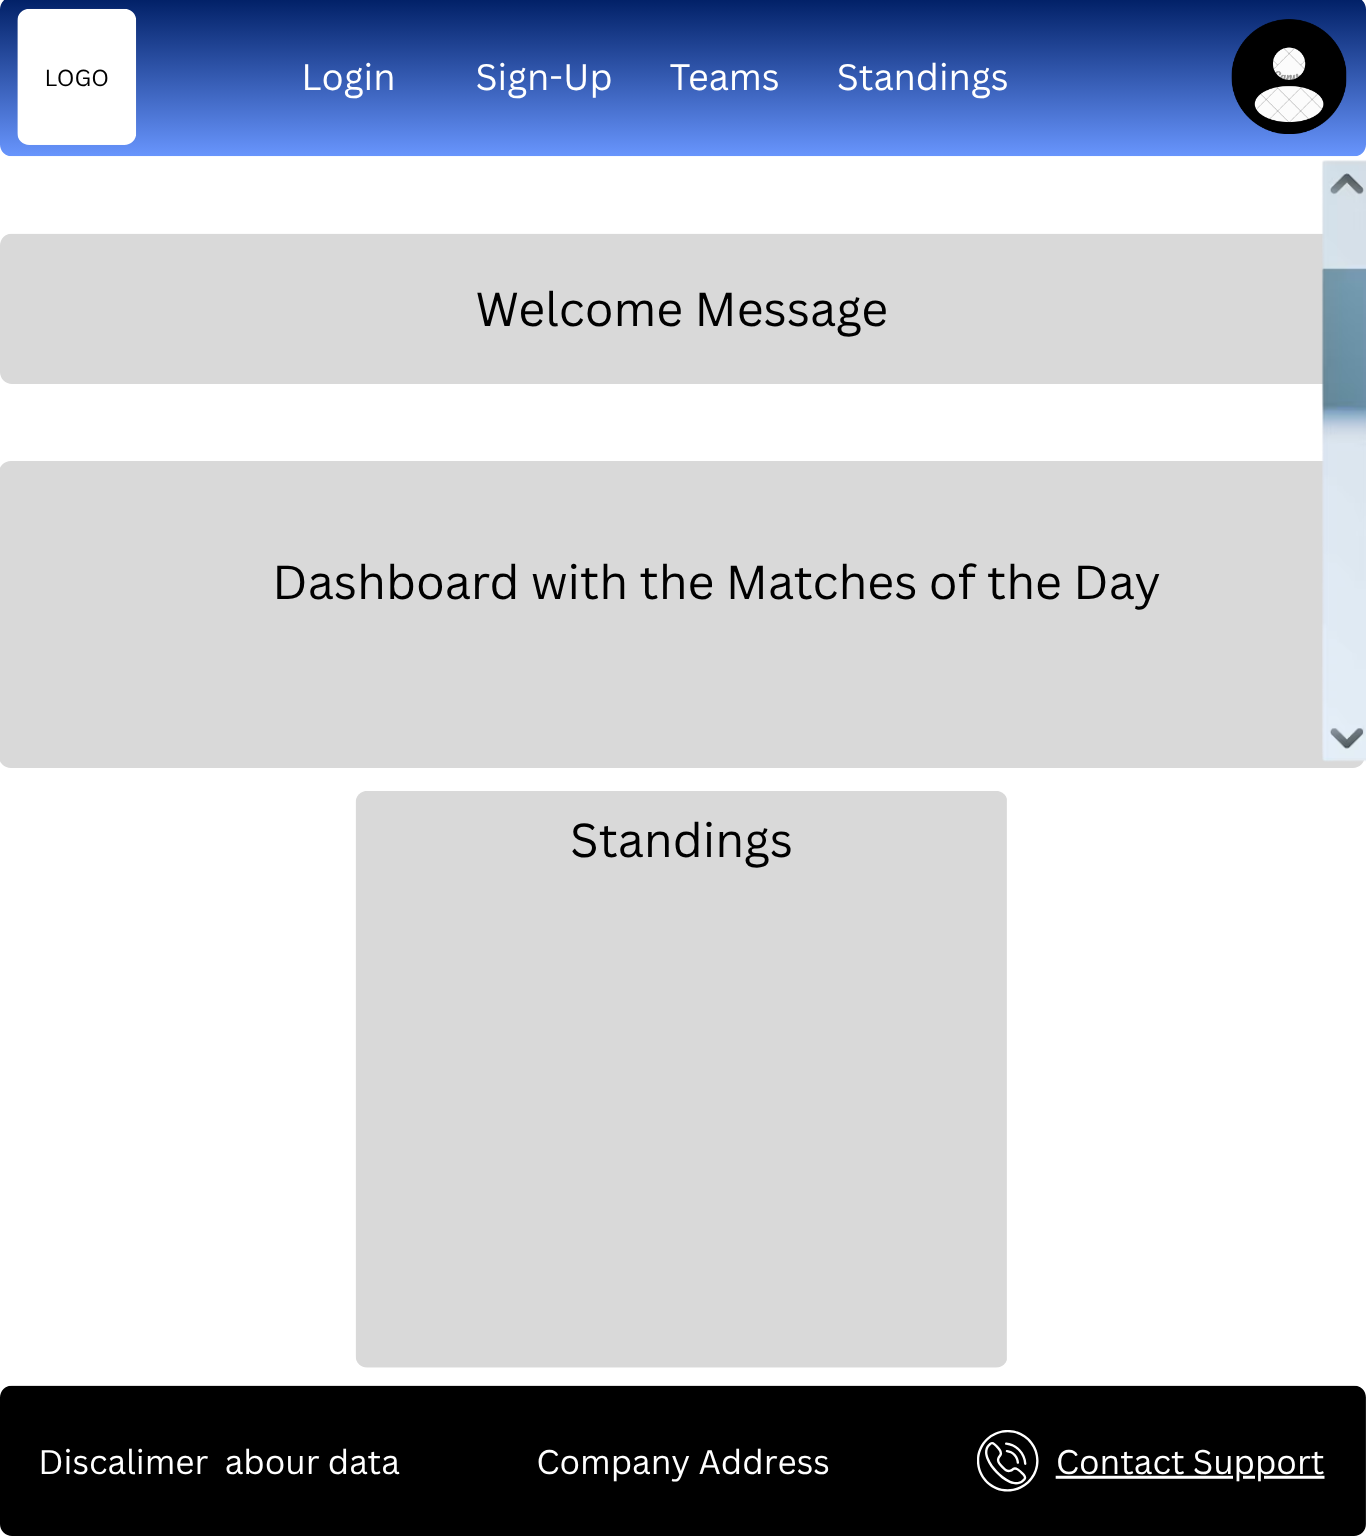 LOGO
Login
Sign-Up
Teams
Standings
Welcome Message
Dashboard with the Matches of the Day
Standings
Discalimer abour data
Company Address
Contact Support